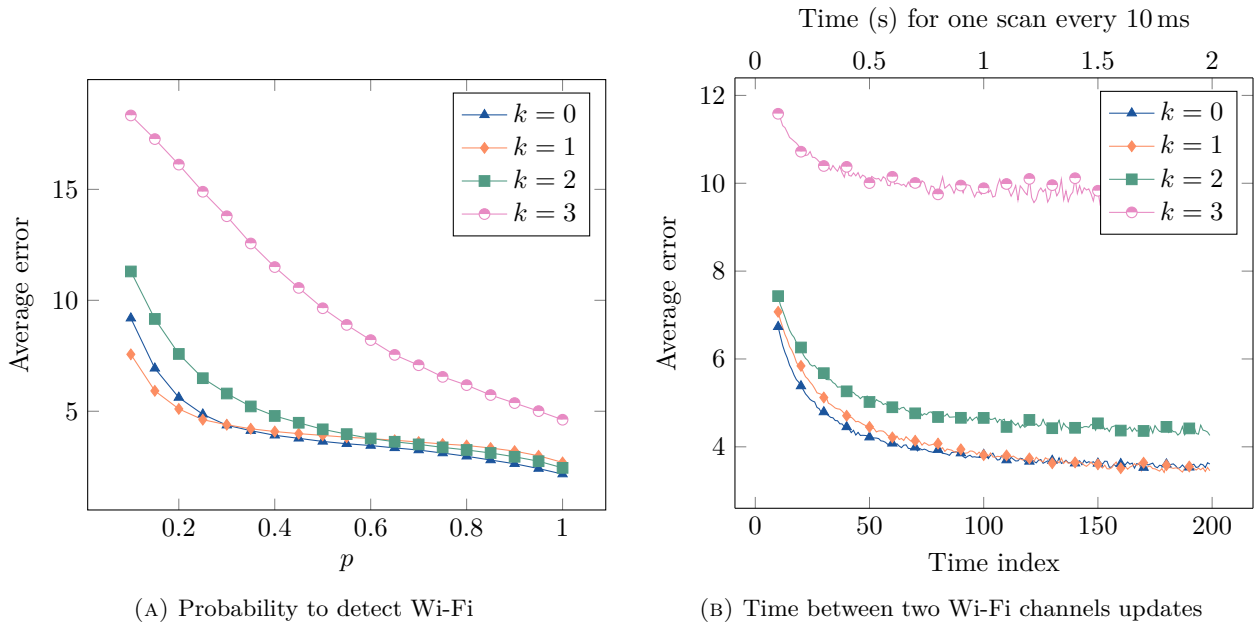 Average error
15
10
5
0.2 0.4 0.6 0.8 1
p
k = 0
k = 1
k = 2
k = 3
(A) Probability to detect Wi-Fi
Time (s) for one scan every 10 ms
0 0.5 1 1.5 2
Average error
12
10
8
6
4
0 50 100 150 200
Time index
k = 0
k = 1
k = 2
k = 3
(B) Time between two Wi-Fi channels updates